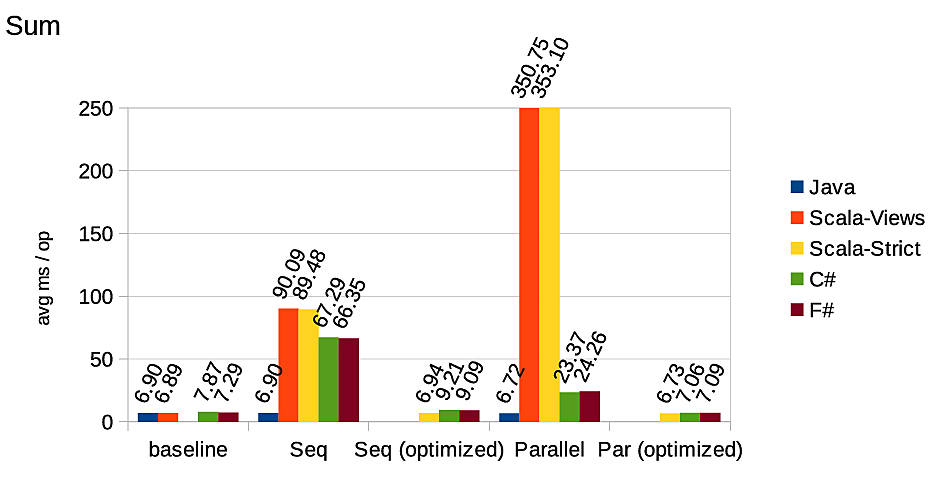 Sum
350.75
353.10
250
200
150
100
50
0
avg ms / op
6.90
6.89
7.87
7.29
6.90
90.09
89.48
67.29
66.35
6.94
9.21
9.09
6.72
23.37
24.26
6.73
7.06
7.09
baseline
Seq
Seq (optimized)
Parallel
Par (optimized)
Java
Scala-Views
Scala-Strict
C#
F#